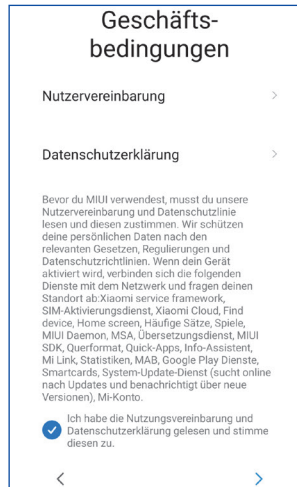 Geschäfts-
bedingungen
Nutzervereinbarung
Datenschutzerklärung
Bevor du MIUI verwendest, musst du unsere
Nutzervereinbarung und Datenschutzlinie
lesen und diesen zustimmen. Wir schützen
deine persönlichen Daten nach den
relevanten Gesetzen, Regulierungen und
Datenschutzrichtlinien. Wenn dein Gerät
aktiviert wird, verbinden sich die folgenden
Dienste mit dem Netzwerk und fragen deinen
Standort ab:Xiaomi service framework,
SIM-Aktivierungsdienst, Xiaomi Cloud, Find
device, Home screen, Häufige Sätze, Spiele,
MIUI Daemon, MSA, Übersetzungsdienst, MIUI
SDK, Querformat, Quick-Apps, Info-Assistent,
Mi Link, Statistiken, MAB, Google Play Dienste,
Smartcards, System-Update-Dienst (sucht online
nach Updates und benachrichtigt über neue
Versionen), Mi-Konto.
Ich habe die Nutzungsvereinbarung und
Datenschutzerklärung gelesen und stimme
diesen zu.